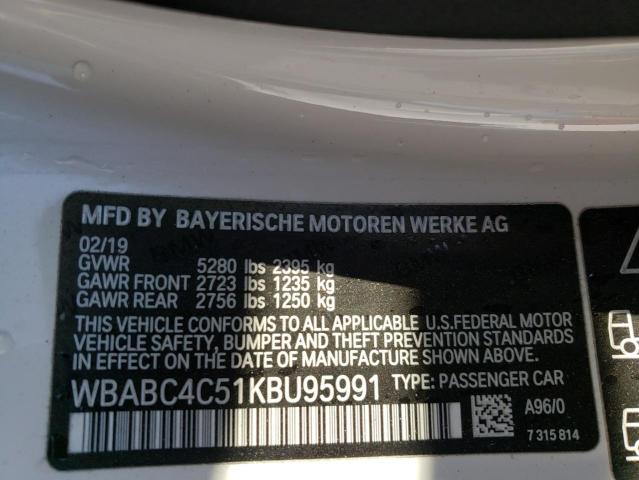 MFD BY BAYERISCHE MOTOREN WERKE AG
02/19
GVWR 5280 lbs 2395 kg
GAWR FRONT 2723 lbs 1235 kg
GAWR REAR 2756 lbs 1250 kg
THIS VEHICLE CONFORMS TO ALL APPLICABLE U.S.FEDERAL MOTOR
VEHICLE SAFETY, BUMPER AND THEFT PREVENTION STANDARDS
IN EFFECT ON THE DATE OF MANUFACTURE SHOWN ABOVE.
WBABC4C51KBU95991 TYPE: PASSENGER CAR
A96/0
7 315 814